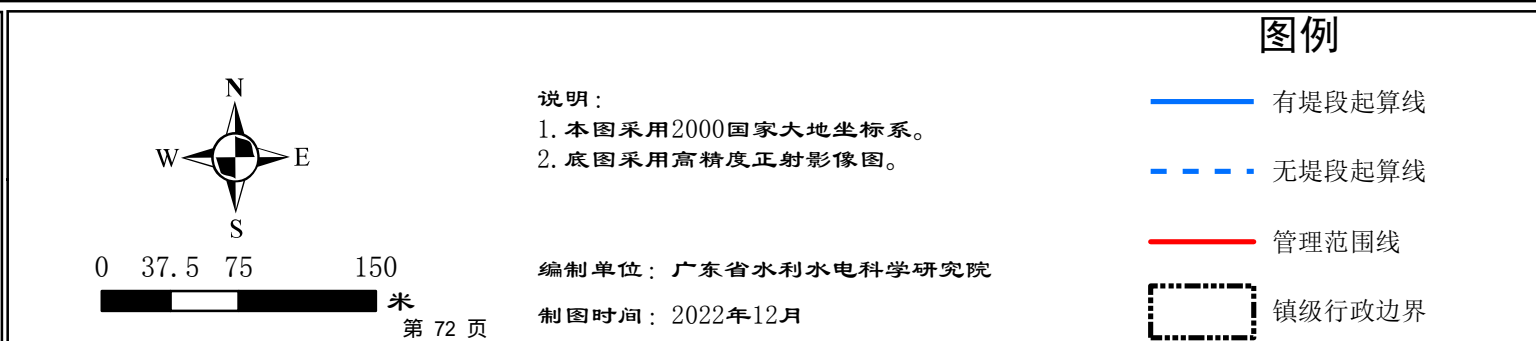 图例
N
W E
S
说明:
1. 本图采用2000国家大地坐标系。
2. 底图采用高精度正射影像图。
有堤段起算线
无堤段起算线
管理范围线
镇级行政边界
0 37.5 75 150
米
第 72 页
编制单位: 广东省水利水电科学研究院
制图时间: 2022年12月